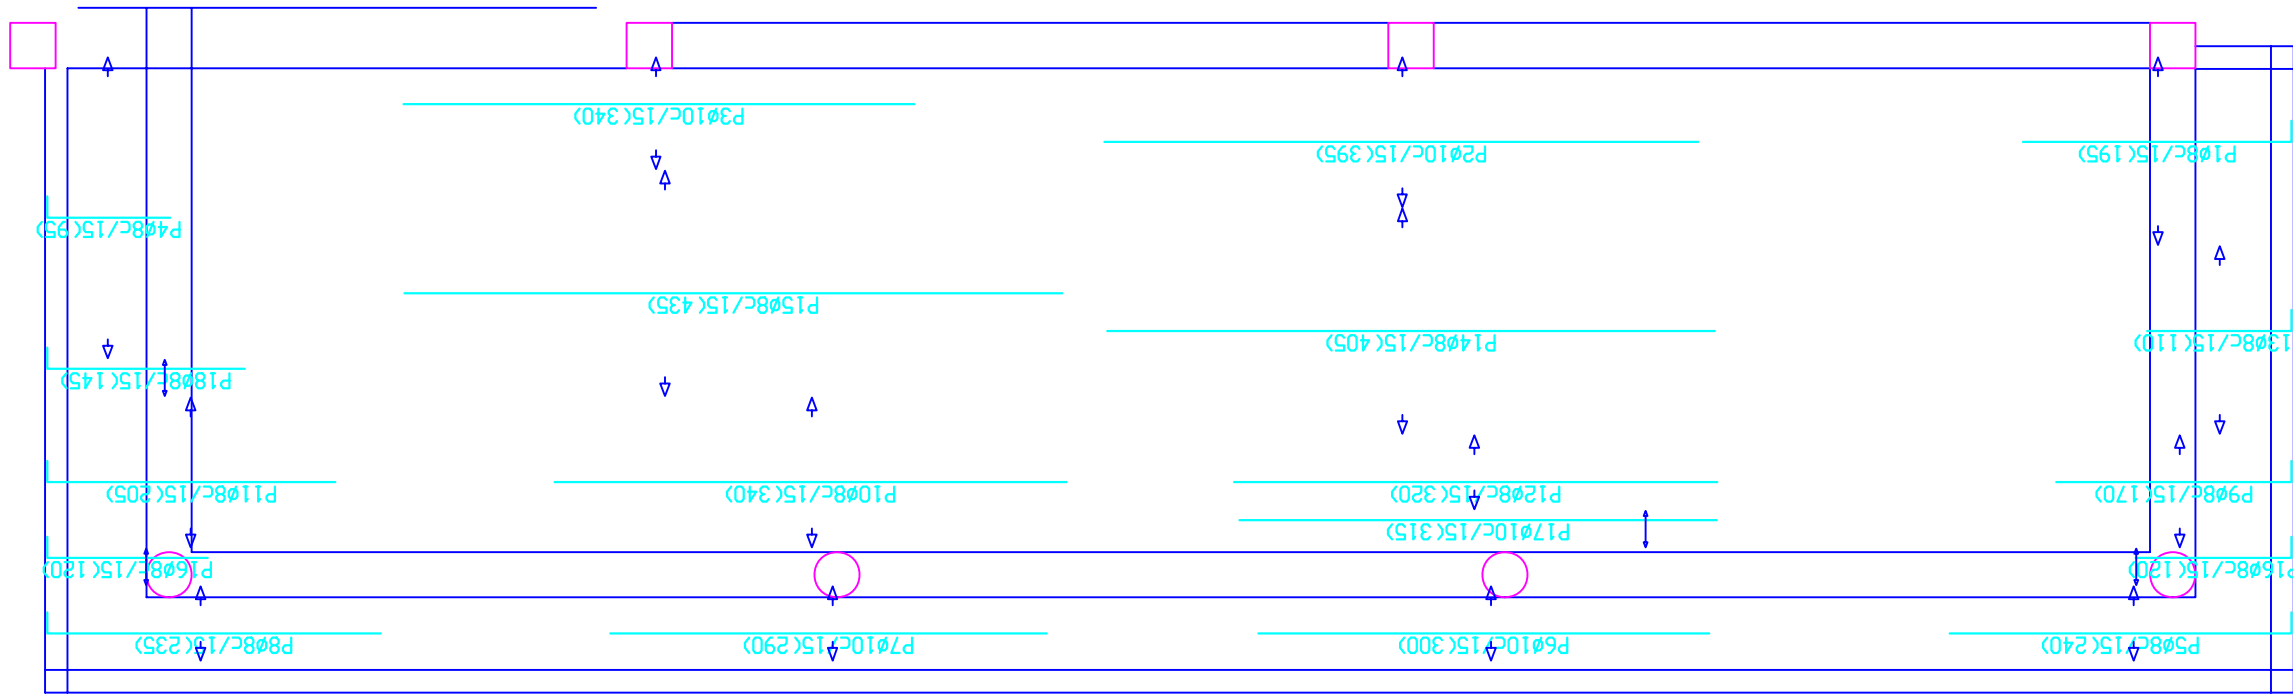 P3ø10c/15(340)
P2ø10c/15(395)
P1ø8c/15(195)
P4ø8c/15(95)
P15ø8c/15(435)
P14ø8c/15(405)
13ø8c/15(110)
P18ø8c/15(145)
P11ø8c/15(205)
P10ø8c/15(340)
P12ø8c/15(320)
P9ø8c/15(170)
P17ø10c/15(315)
P16ø8c/15(120)
P16ø8c/15(120)
P8ø8c/15(235)
P7ø10c/15(290)
P6ø10c/15(300)
P5ø8c/15(240)